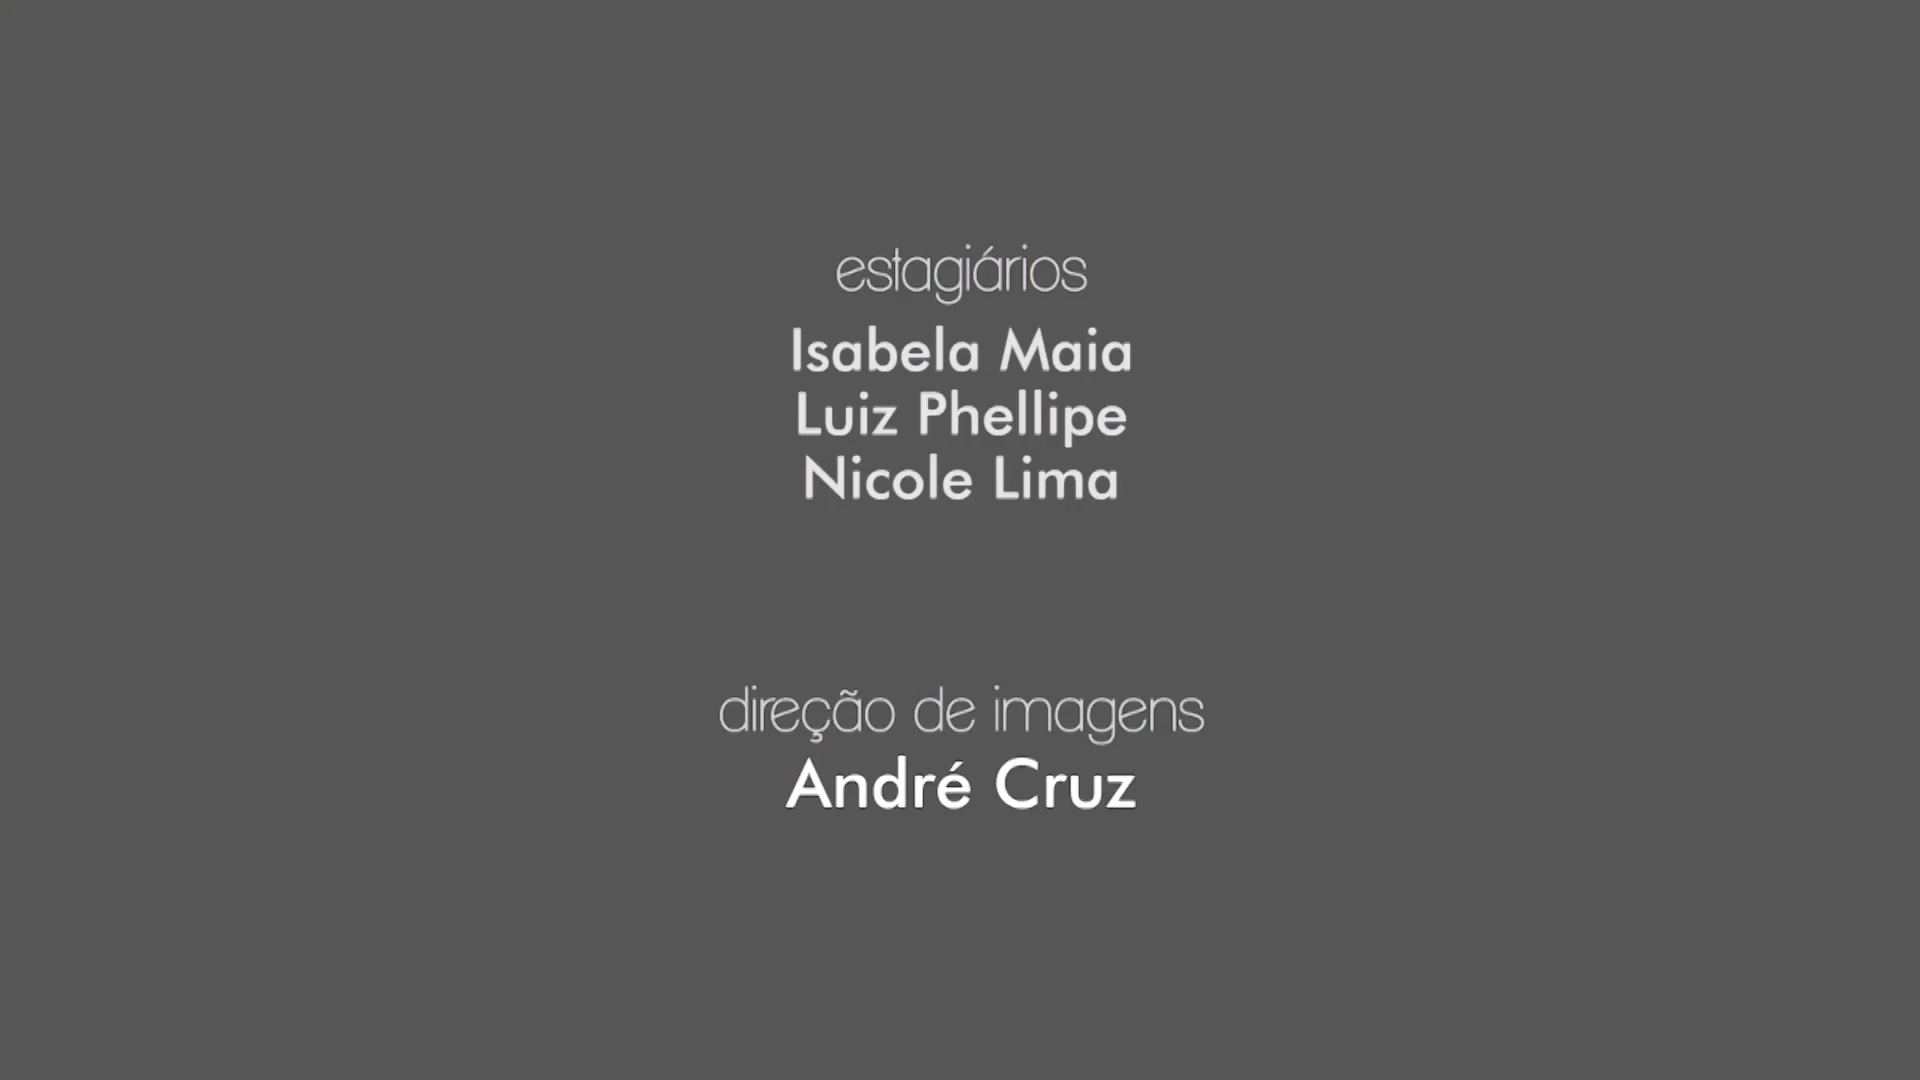 estagiários
Isabela Maia
Luiz Phellipe
Nicole Lima
direção de imagens
André Cruz